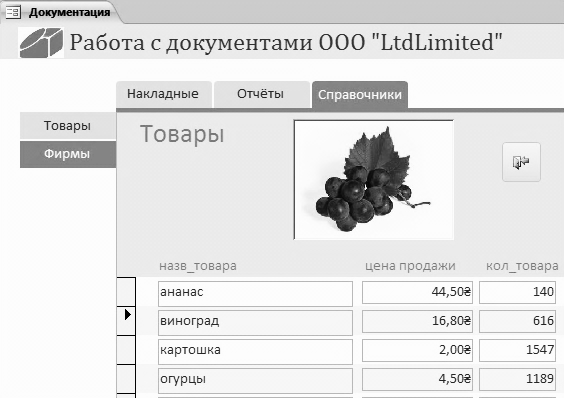 Документация
Работа с документами ООО "LtdLimited"
Накладные Отчёты Справочники
Товары
Фирмы
Товары
назв_товара цена продажи кол_товара
ананас 44,50₴ 140
виноград 16,80₴ 616
картошка 2,00₴ 1547
огурцы 4,50₴ 1189